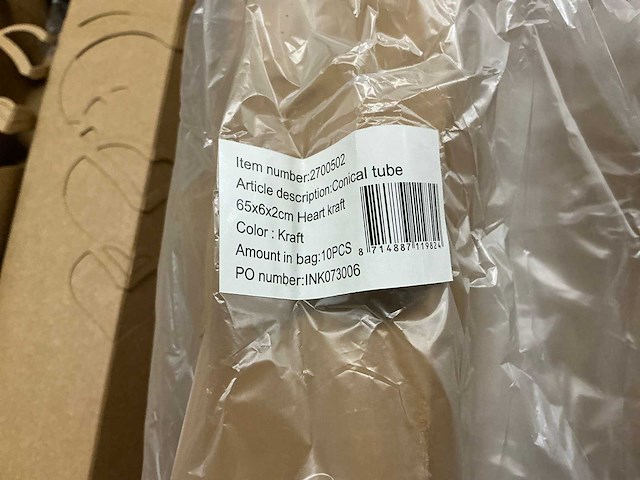 Item number:2700502
Article description:Conical tube
65x6x2cm Heart kraft
Color : Kraft
Amount in bag:10PCS
8 714887 119824
PO number:INK073006